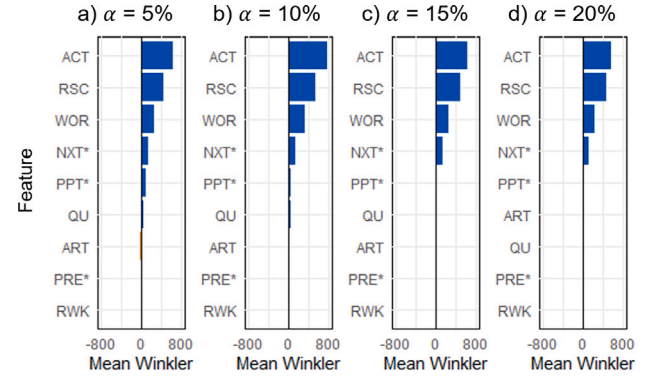 a) α = 5%
b) α = 10%
c) α = 15%
d) α = 20%
Feature
ACT
RSC
WOR
NXT*
PPT*
QU
ART
PRE*
RWK
-800 0 800
Mean Winkler
ACT
RSC
WOR
NXT*
PPT*
QU
ART
PRE*
RWK
-800 0 800
Mean Winkler
ACT
RSC
WOR
NXT*
PPT*
QU
ART
PRE*
RWK
-800 0 800
Mean Winkler
ACT
RSC
WOR
NXT*
PPT*
ART
QU
PRE*
RWK
-800 0 800
Mean Winkler